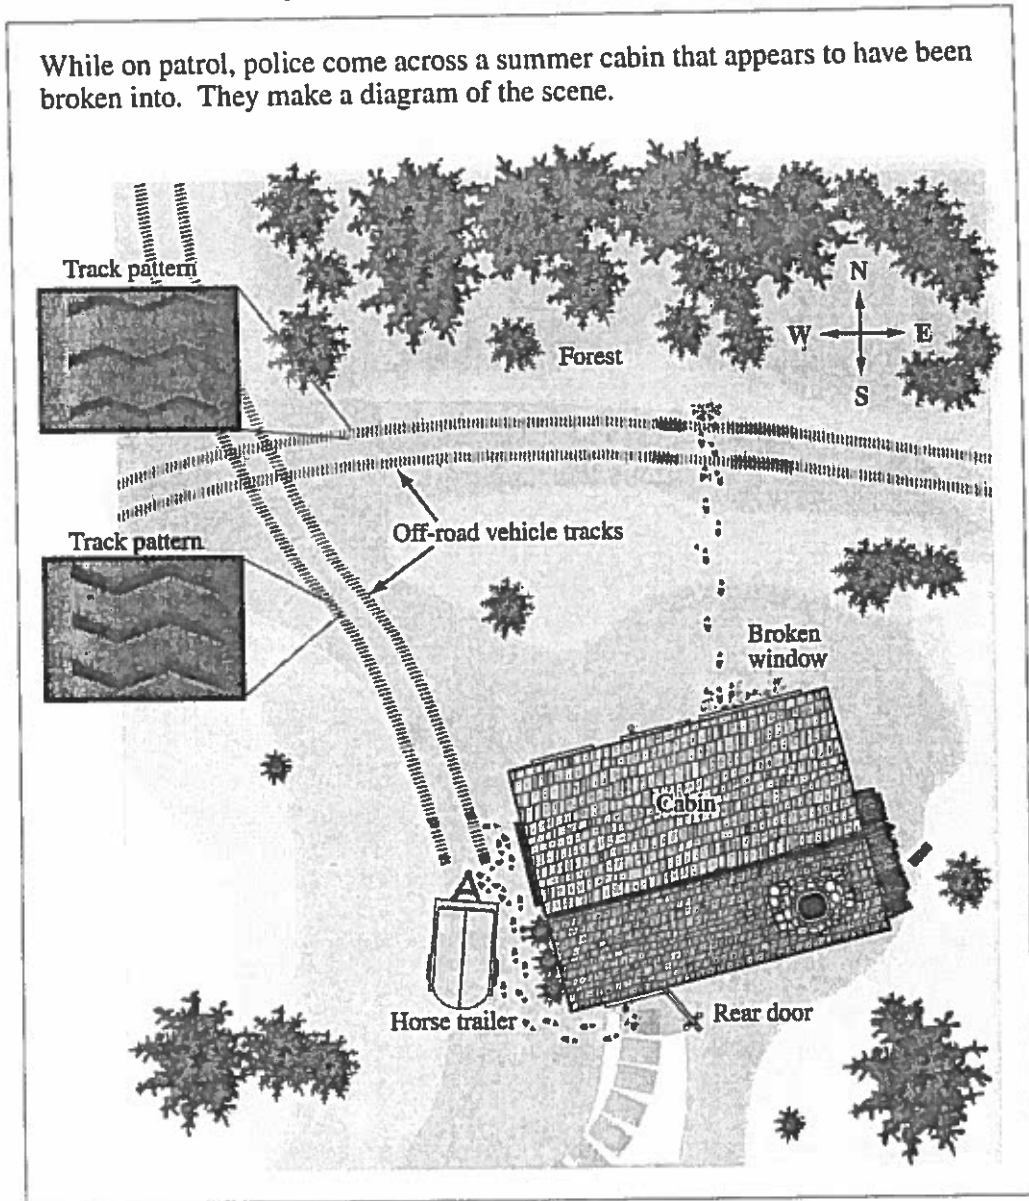 While on patrol, police come across a summer cabin that appears to have been
broken into. They make a diagram of the scene.
Track pattern
N
W
E
S
Forest
Off-road vehicle tracks
Track pattern
Broken
window
Cabin
Horse trailer
Rear door